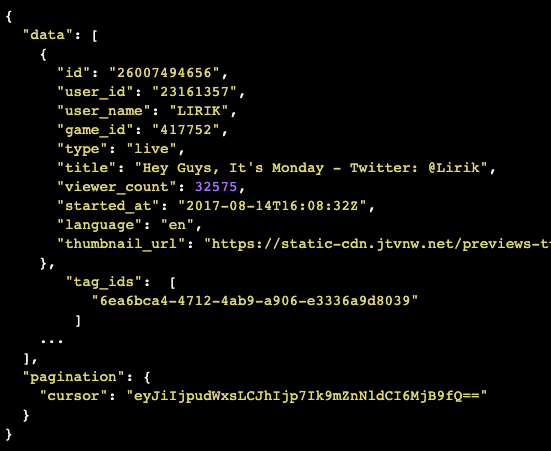 {
"data": [
{
"id": "26007494656",
"user_id": "23161357",
"user_name": "LIRIK",
"game_id": "417752",
"type": "live",
"title": "Hey Guys, It's Monday - Twitter: @Lirik",
"viewer_count": 32575,
"started_at": "2017-08-14T16:08:32Z",
"language": "en",
"thumbnail_url": "https://static-cdn.jtvnw.net/previews-tt
},
"tag_ids": [
"6ea6bca4-4712-4ab9-a906-e3336a9d8039"
]
...
],
"pagination": {
"cursor": "eyJiIjpudWxsLCJhIjp7Ik9mZnNldCI6MjB9fQ=="
}
}